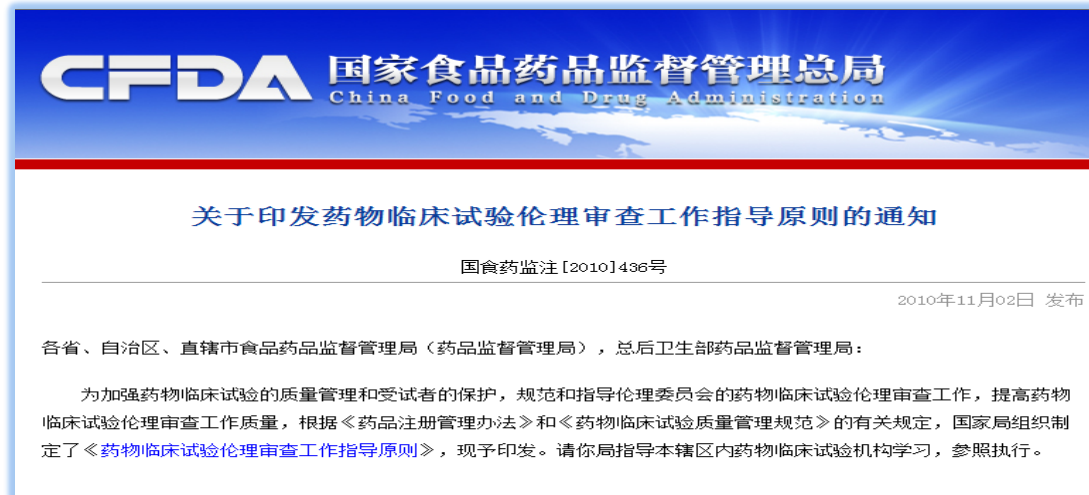 CFDA 国家食品药品监督管理总局
China Food and Drug Administration
关于印发药物临床试验伦理审查工作指导原则的通知
国食药监注[2010]436号
2010年11月02日 发布
各省、自治区、直辖市食品药品监督管理局（药品监督管理局），总后卫生部药品监督管理局：
为加强药物临床试验的质量管理和受试者的保护，规范和指导伦理委员会的药物临床试验伦理审查工作，提高药物
临床试验伦理审查工作质量，根据《药品注册管理办法》和《药物临床试验质量管理规范》的有关规定，国家局组织制
定了《药物临床试验伦理审查工作指导原则》，现予印发。请你局指导本辖区内药物临床试验机构学习，参照执行。